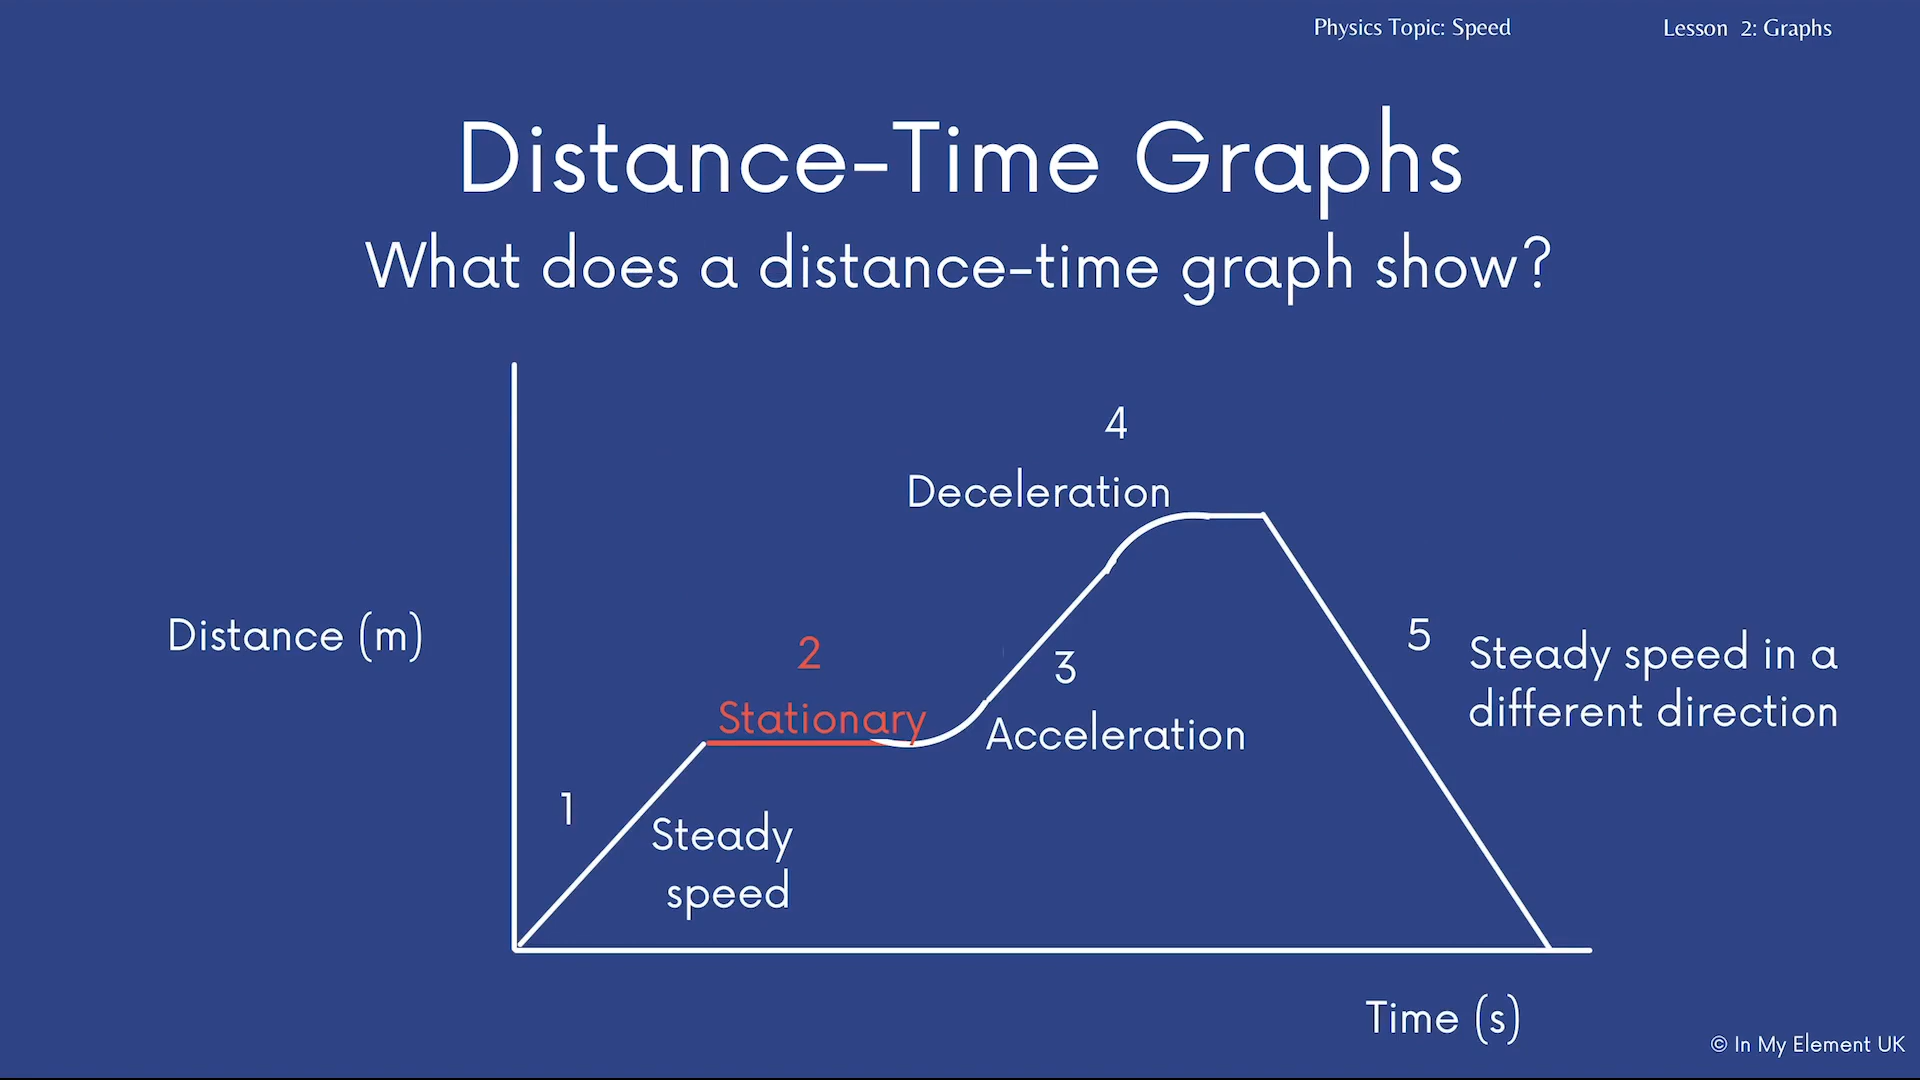 Physics Topic: Speed
Lesson 2: Graphs
Distance-Time Graphs
What does a distance-time graph show?
4
Deceleration
Distance (m)
2
Stationary
3
Acceleration
5
Steady speed in a
different direction
1
Steady
speed
Time (s)
© In My Element UK